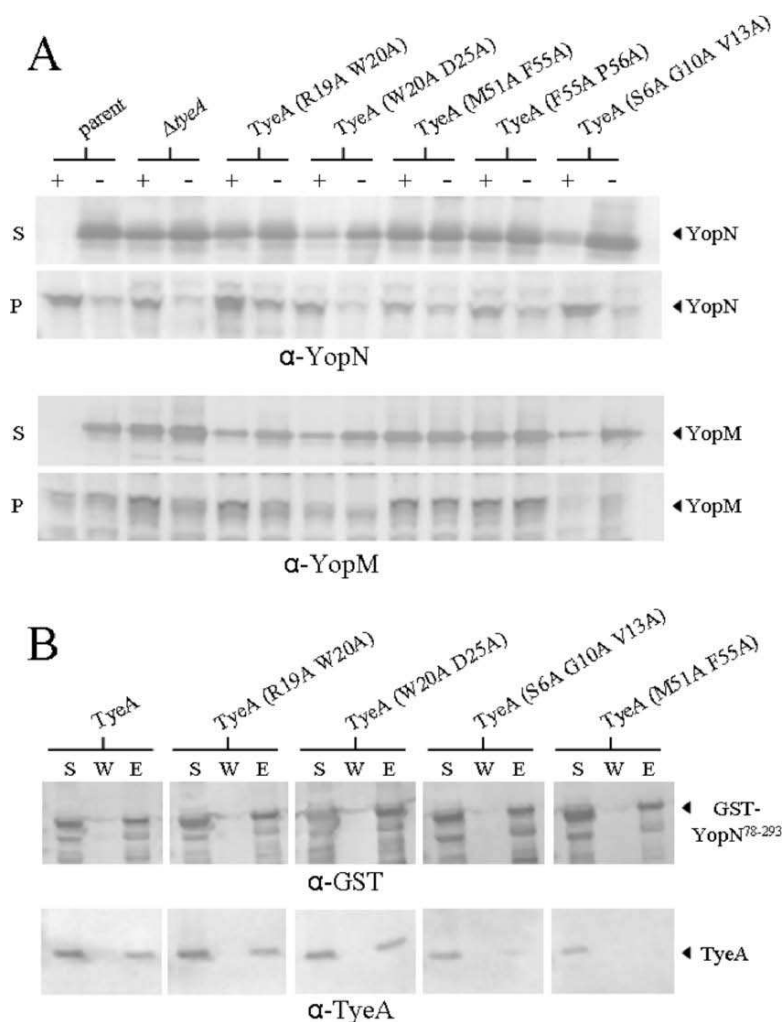 A
parent ΔtyeA TyeA (R19A W20A) TyeA (W20A D25A) TyeA (M51A F55A) TyeA (F55A P56A) TyeA (S6A G10A V13A)
+ - + - + - + - + - + - + -
S YopN
P YopN
α-YopN
S YopM
P YopM
α-YopM
B
TyeA TyeA (R19A W20A) TyeA (W20A D25A) TyeA (S6A G10A V13A) TyeA (M51A F55A)
S W E S W E S W E S W E S W E
GST-
YopN78-293
α-GST
TyeA
α-TyeA